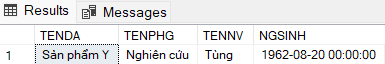 Results Messages
TENDA TENPHG TENNV NGSINH
1 Sản phẩm Y Nghiên cứu Tùng 1962-08-20 00:00:00